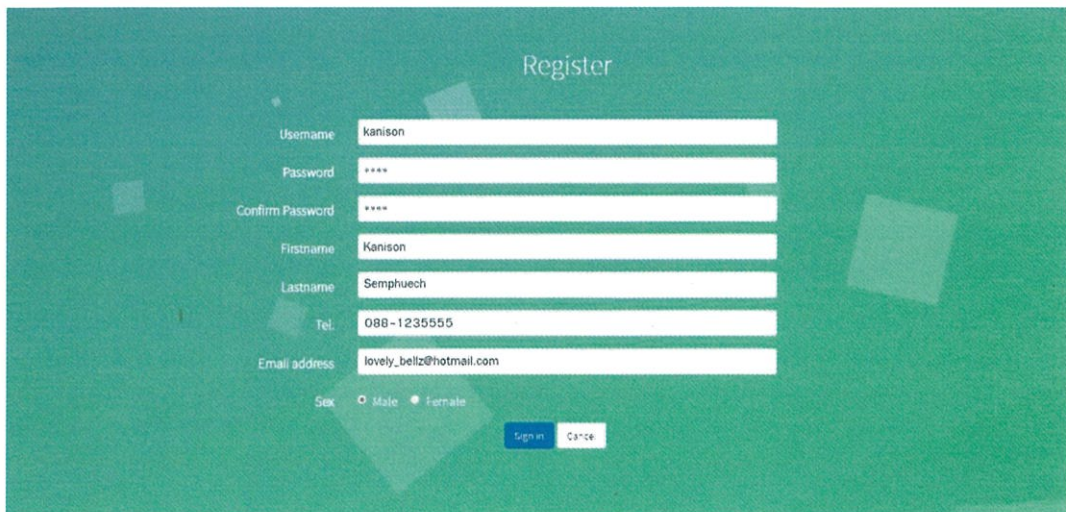 Register
Username kanison
Password ****
Confirm Password ****
Firstname Kanison
Lastname Semphuech
Tel. 088-1235555
Email address lovely_bellz@hotmail.com
Sex Male Female
Sign in Cancel